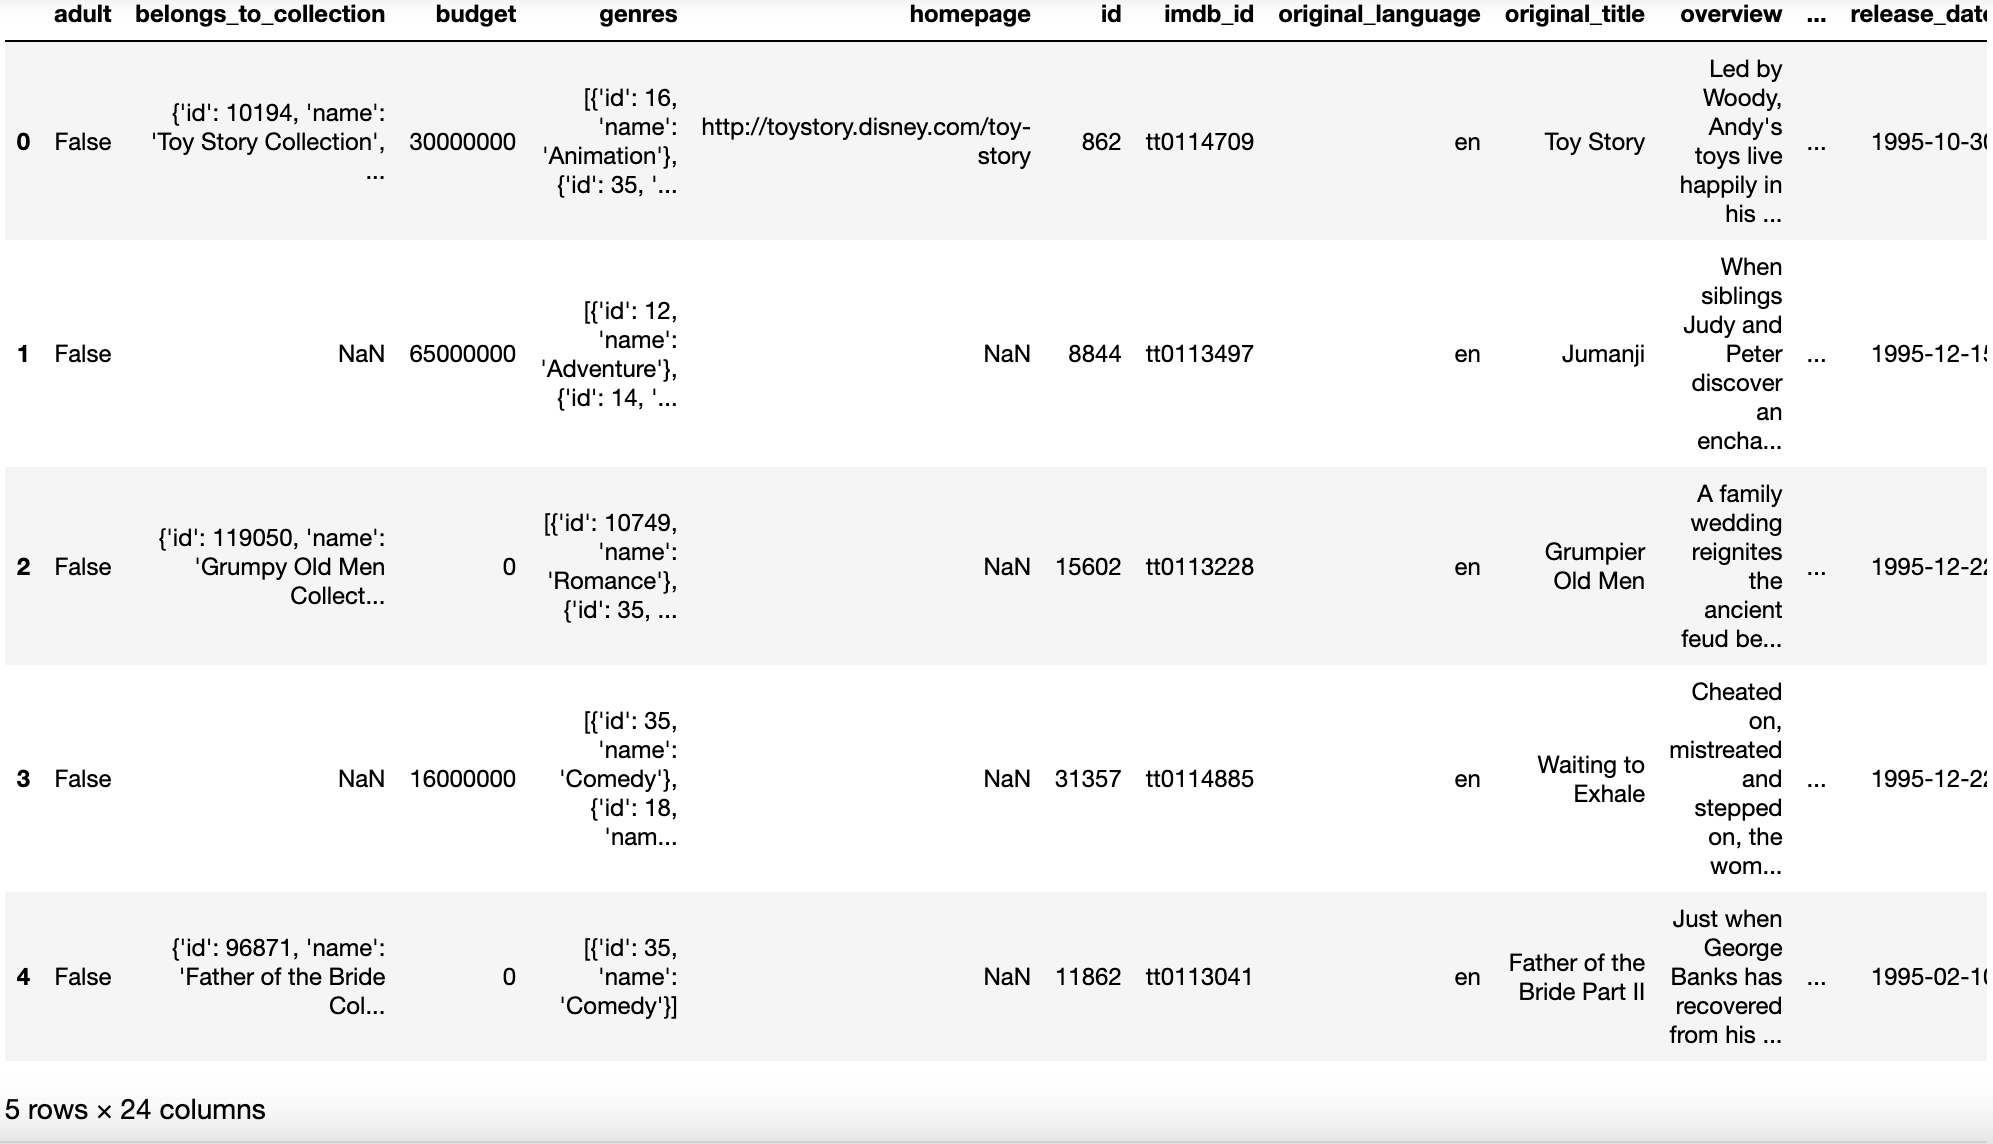 adult belongs_to_collection budget genres homepage id imdb_id original_language original_title overview ... release_date
0 False {'id': 10194, 'name': 'Toy Story Collection', ... 30000000 [{'id': 16, 'name': 'Animation'}, {'id': 35, '... http://toystory.disney.com/toy-story 862 tt0114709 en Toy Story Led by Woody, Andy's toys live happily in his ... ... 1995-10-30
1 False NaN 65000000 [{'id': 12, 'name': 'Adventure'}, {'id': 14, '... NaN 8844 tt0113497 en Jumanji When siblings Judy and Peter discover an encha... ... 1995-12-15
2 False {'id': 119050, 'name': 'Grumpy Old Men Collect... 0 [{'id': 10749, 'name': 'Romance'}, {'id': 35, ... NaN 15602 tt0113228 en Grumpier Old Men A family wedding reignites the ancient feud be... ... 1995-12-22
3 False NaN 16000000 [{'id': 35, 'name': 'Comedy'}, {'id': 18, 'nam... NaN 31357 tt0114885 en Waiting to Exhale Cheated on, mistreated and stepped on, the wom... ... 1995-12-22
4 False {'id': 96871, 'name': 'Father of the Bride Col... 0 [{'id': 35, 'name': 'Comedy'}] NaN 11862 tt0113041 en Father of the Bride Part II Just when George Banks has recovered from his ... ... 1995-02-10
5 rows × 24 columns